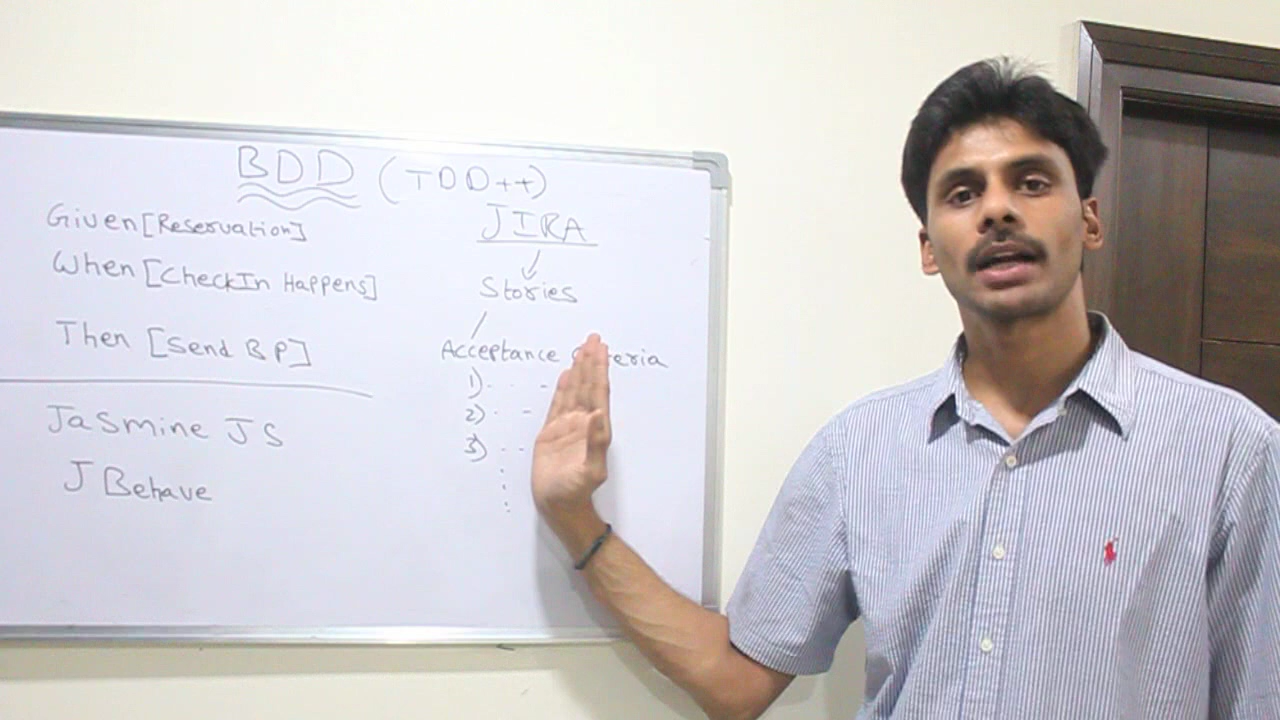 BDD (TDD++)
Given [Reservation]
When [CheckIn Happens]
Then [Send BP]
Jasmine JS
J Behave
JIRA
Stories
Acceptance
1)
2)
3)